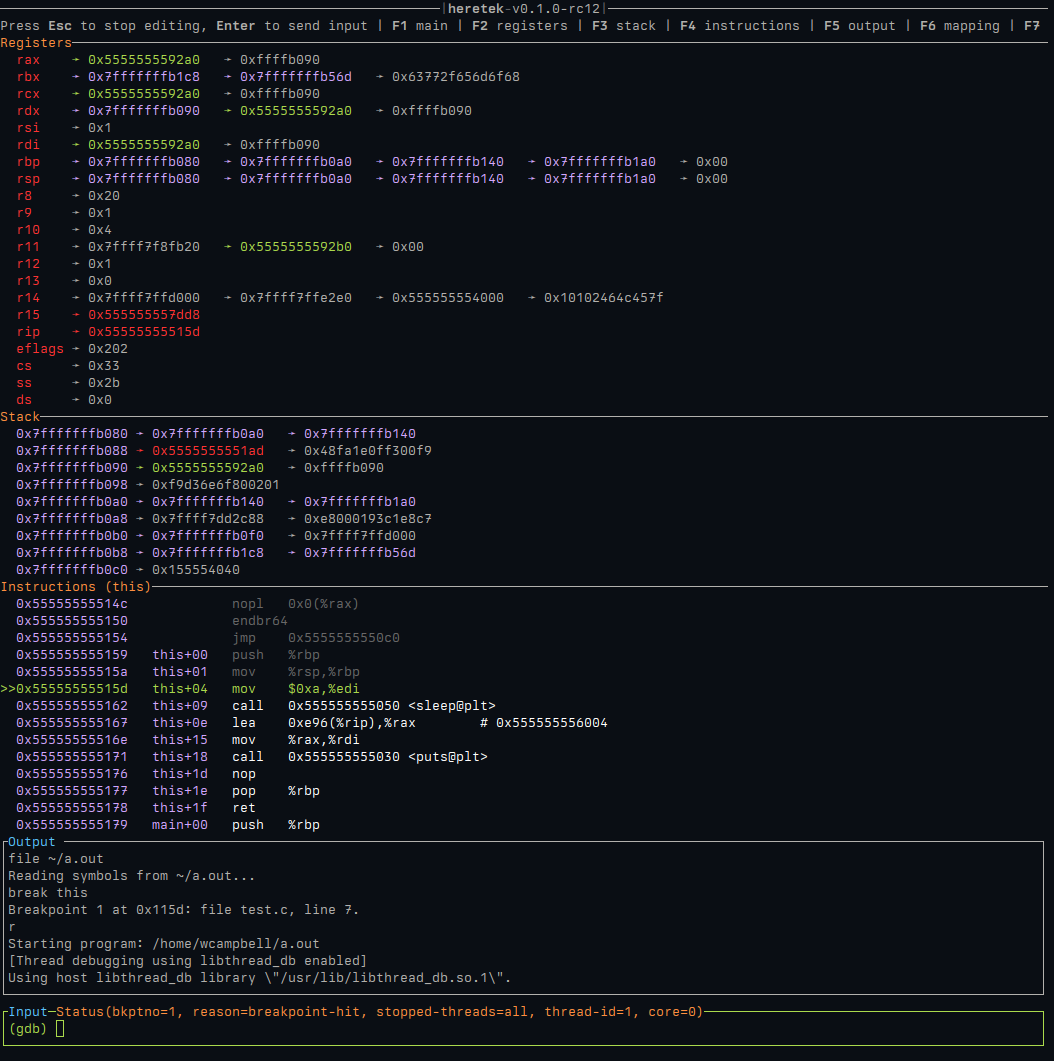 |heretek-v0.1.0-rc12|
Press Esc to stop editing, Enter to send input | F1 main | F2 registers | F3 stack | F4 instructions | F5 output | F6 mapping | F7
Registers
rax → 0x5555555592a0 → 0xffffb090
rbx → 0x7fffffffb1c8 → 0x7fffffffb56d → 0x63772f656d6f68
rcx → 0x5555555592a0 → 0xffffb090
rdx → 0x7fffffffb090 → 0x5555555592a0 → 0xffffb090
rsi → 0x1
rdi → 0x5555555592a0 → 0xffffb090
rbp → 0x7fffffffb080 → 0x7fffffffb0a0 → 0x7fffffffb140 → 0x7fffffffb1a0 → 0x00
rsp → 0x7fffffffb080 → 0x7fffffffb0a0 → 0x7fffffffb140 → 0x7fffffffb1a0 → 0x00
r8 → 0x20
r9 → 0x1
r10 → 0x4
r11 → 0x7ffff7f8fb20 → 0x5555555592b0 → 0x00
r12 → 0x1
r13 → 0x0
r14 → 0x7ffff7ffd000 → 0x7ffff7ffe2e0 → 0x555555554000 → 0x10102464c457f
r15 → 0x555555557dd8
rip → 0x55555555515d
eflags → 0x202
cs → 0x33
ss → 0x2b
ds → 0x0
Stack
0x7fffffffb080 → 0x7fffffffb0a0 → 0x7fffffffb140
0x7fffffffb088 → 0x5555555551ad → 0x48fa1e0ff300f9
0x7fffffffb090 → 0x5555555592a0 → 0xffffb090
0x7fffffffb098 → 0xf9d36e6f800201
0x7fffffffb0a0 → 0x7fffffffb140 → 0x7fffffffb1a0
0x7fffffffb0a8 → 0x7ffff7dd2c88 → 0xe8000193c1e8c7
0x7fffffffb0b0 → 0x7fffffffb0f0 → 0x7ffff7ffd000
0x7fffffffb0b8 → 0x7fffffffb1c8 → 0x7fffffffb56d
0x7fffffffb0c0 → 0x155554040
Instructions (this)
0x55555555514c nopl 0x0(%rax)
0x555555555150 endbr64
0x555555555154 jmp 0x5555555550c0
0x555555555159 this+00 push %rbp
0x55555555515a this+01 mov %rsp,%rbp
>>0x55555555515d this+04 mov $0xa,%edi
0x555555555162 this+09 call 0x555555555050 <sleep@plt>
0x555555555167 this+0e lea 0xe96(%rip),%rax # 0x555555556004
0x55555555516e this+15 mov %rax,%rdi
0x555555555171 this+18 call 0x555555555030 <puts@plt>
0x555555555176 this+1d nop
0x555555555177 this+1e pop %rbp
0x555555555178 this+1f ret
0x555555555179 main+00 push %rbp
Output
file ~/a.out
Reading symbols from ~/a.out...
break this
Breakpoint 1 at 0x115d: file test.c, line 7.
r
Starting program: /home/wcampbell/a.out
[Thread debugging using libthread_db enabled]
Using host libthread_db library \"/usr/lib/libthread_db.so.1\".
Input—Status(bkptno=1, reason=breakpoint-hit, stopped-threads=all, thread-id=1, core=0)
(gdb)